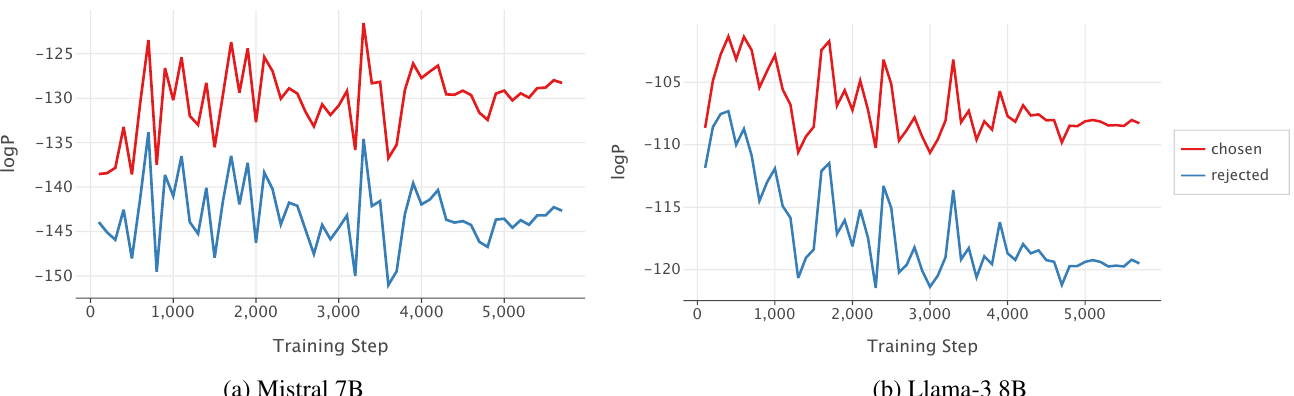 logP
−125
−130
−135
−140
−145
−150
0
1,000
2,000
3,000
4,000
5,000
Training Step
(a) Mistral 7B
logP
−105
−110
−115
−120
0
1,000
2,000
3,000
4,000
5,000
Training Step
(b) Llama-3 8B
chosen
rejected